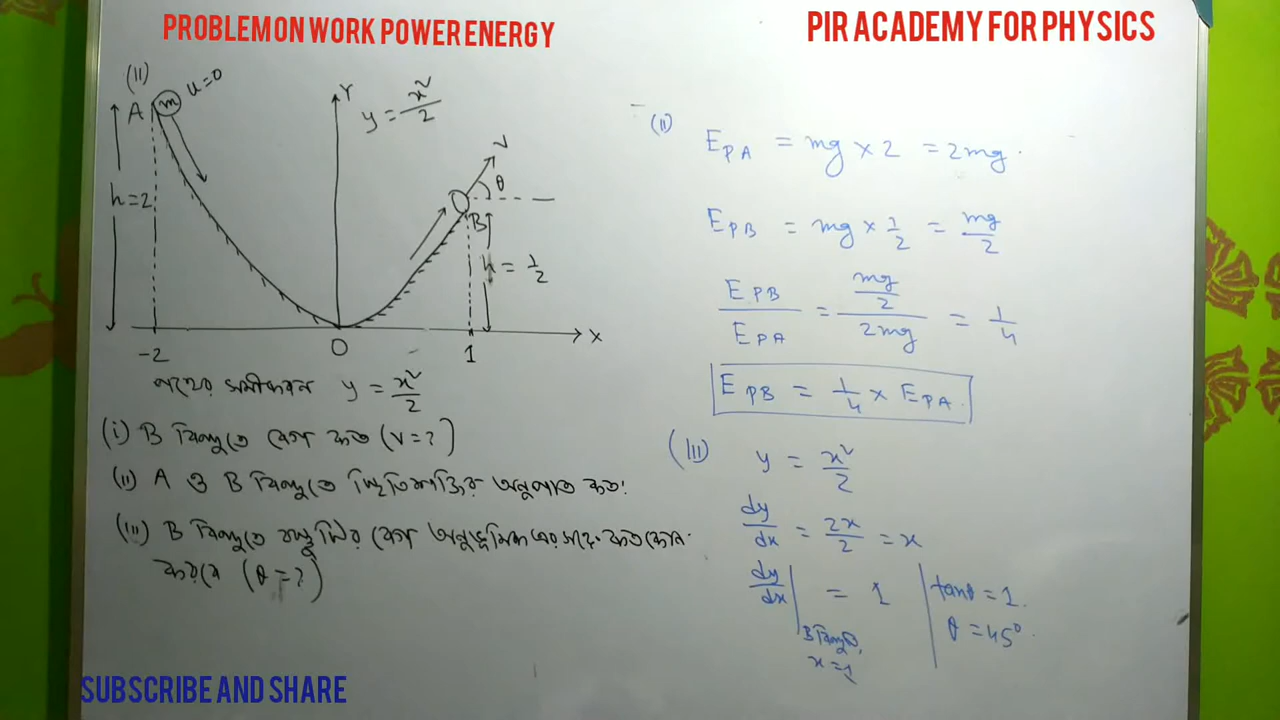 PROBLEM ON WORK POWER ENERGY
PIR ACADEMY FOR PHYSICS
(II)
A m u=0
Y
y = x²/2
h=2
V
θ
B
h = 1/2
X
-2 0 1
পথের সমীকরন y = x²/2
(i) B বিন্দুতে বেগ কত (V=?)
(ii) A ও B বিন্দুতে স্থিতিশক্তির অনুপাত কত?
(iii) B বিন্দুতে বস্তুটির বেগ অনুভূমিক এর সঙ্গে কত কোন
করবে (θ=?)
(II)
E_PA = mg × 2 = 2mg.
E_PB = mg × 1/2 = mg/2
E_PB/E_PA = (mg/2)/2mg = 1/4
E_PB = 1/4 × E_PA.
(III) y = x²/2
dy/dx = 2x/2 = x
dy/dx| = 1 | tanθ = 1.
B বিন্দুতে, θ = 45°.
x = 1
SUBSCRIBE AND SHARE